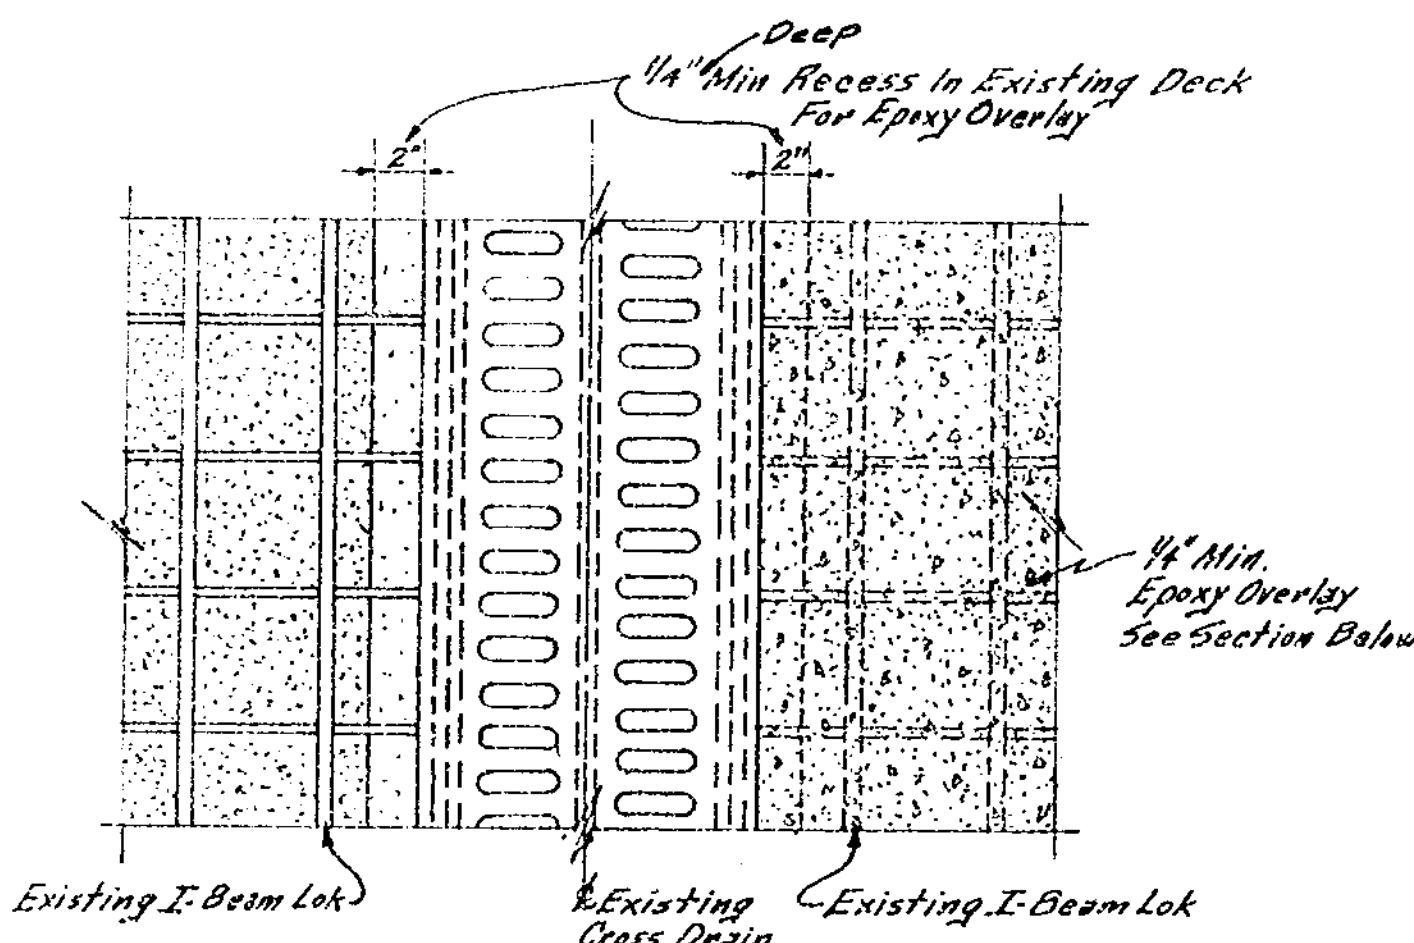 Deep
1/4" Min Recess In Existing Deck
For Epoxy Overlay
2"
2"
1/4" Min.
Epoxy Overlay
See Section Below
Existing I-Beam Lok
℄ Existing
Cross Drain
Existing I-Beam Lok